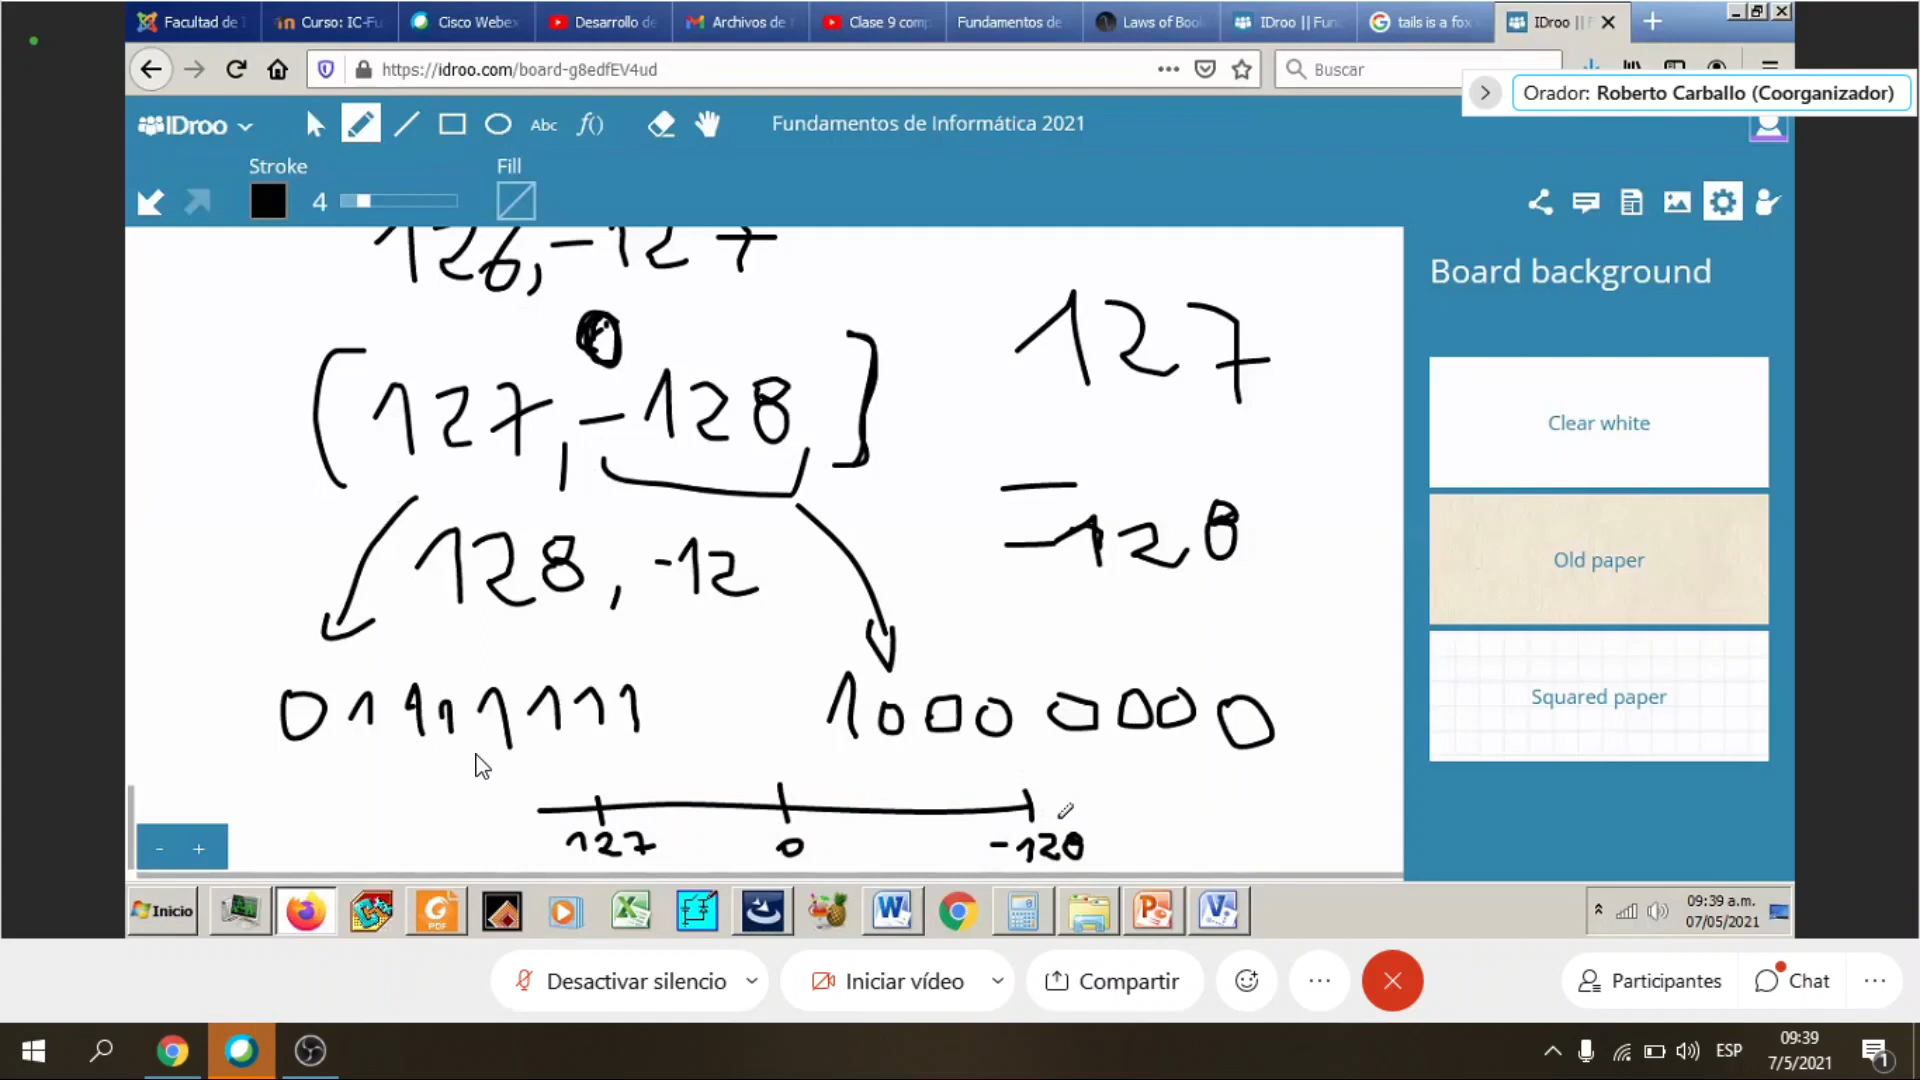 Facultad de
Curso: IC-Fu
Cisco Webex
Desarrollo de
Archivos de
Clase 9 comp
Fundamentos de
Laws of Boo
IDroo || Fun
tails is a fox
IDroo || F
https://idroo.com/board-g8edfEV4ud
Buscar
Orador: Roberto Carballo (Coorganizador)
IDroo
Abc
f()
Fundamentos de Informática 2021
Stroke
Fill
4
Board background
126, -127
0
127
[127, -128]
-128
128, -12
01111111
10000000
127 0 -128
Clear white
Old paper
Squared paper
- +
Inicio
PDF
09:39 a.m.
07/05/2021
Desactivar silencio
Iniciar vídeo
Compartir
Participantes
Chat
ESP
09:39
7/5/2021
1